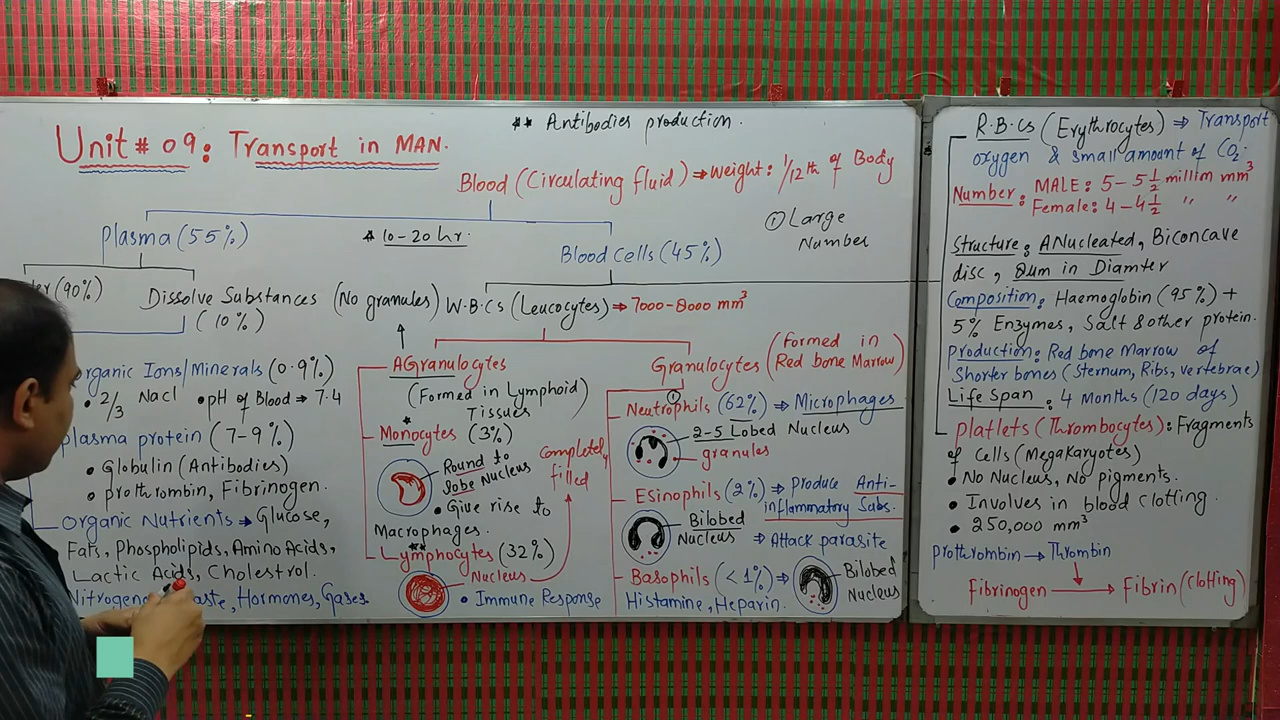 ** Antibodies production.
Unit # 09: Transport in MAN.
Blood (Circulating fluid) ⇒ Weight: 1/12th of Body
Plasma (55%)
* 10-20 hr.
Blood Cells (45%)
① Large
Number
(90%)
Dissolve Substances
(10%)
(No granules)
W.B.Cs (Leucocytes) ⇒ 7000-8000 mm³
organic Ions/Minerals (0.9%)
• 2/3 Nacl • pH of Blood ⇒ 7.4
plasma protein (7-9%)
• Globulin (Antibodies)
• prothrombin, Fibrinogen.
Organic Nutrients → Glucose,
Fats, Phospholipids, Amino Acids,
Lactic Acids, Cholestrol.
Hormones, Gases
AGranulocytes
(Formed in Lymphoid)
Tissues
*
Monocytes (3%)
Round to
lobe Nucleus
• Give rise to
Macrophages.
**
Lymphocytes (32%)
Nucleus
completely
filled
• Immune Response
Granulocytes (Formed in
Red bone Marrow)
①
Neutrophils (62%) → Microphages
2-5 Lobed Nucleus
granules
Esinophils (2%) ⇒ Produce Anti-
inflammatory Subs.
Bilobed
Nucleus ⇒ Attack parasite
Basophils (<1%) ⇒
Histamine, Heparin.
Bilobed
Nucleus
R.B.Cs (Erythrocytes) ⇒ Transport
oxygen & small amount of CO₂.
Number: MALE: 5-5 1/2 millim mm³
Female: 4-4 1/2 " "
Structure: ANucleated, Biconcave
disc, 8um in Diamter
Composition: Haemoglobin (95%) +
5% Enzymes, Salt & other protein.
Production: Red bone Marrow of
Shorter bones (Sternum, Ribs, vertebrae)
Life Span: 4 months (120 days)
Platlets (Thrombocytes): Fragments
of Cells (Megakaryotes)
• No Nucleus, No pigments.
• Involves in blood clotting.
• 250,000 mm³
prothrombin → Thrombin
Fibrinogen → Fibrin (clotting)